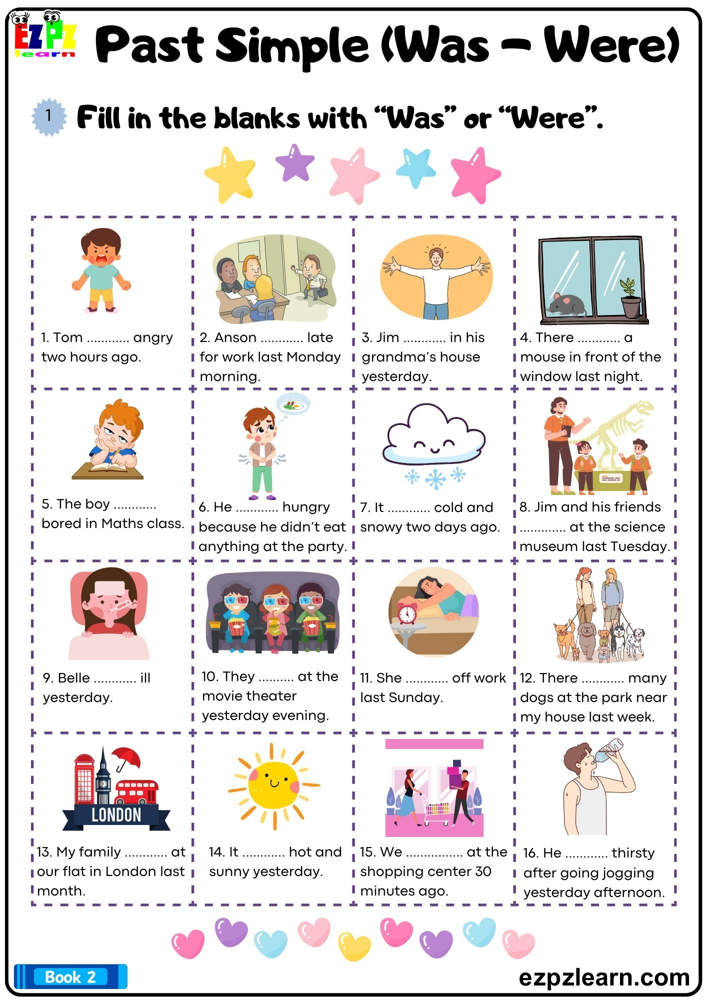 EZPZ
learn
Past Simple (Was – Were)
1
Fill in the blanks with “Was” or “Were”.
1. Tom ............ angry
two hours ago.
2. Anson ............ late
for work last Monday
morning.
3. Jim ............ in his
grandma’s house
yesterday.
4. There ............ a
mouse in front of the
window last night.
5. The boy ............
bored in Maths class.
6. He ............ hungry
because he didn’t eat
anything at the party.
7. It ............ cold and
snowy two days ago.
8. Jim and his friends
............. at the science
museum last Tuesday.
9. Belle ............ ill
yesterday.
10. They .......... at the
movie theater
yesterday evening.
11. She ............ off work
last Sunday.
12. There ............ many
dogs at the park near
my house last week.
LONDON
13. My family ............ at
our flat in London last
month.
14. It ............ hot and
sunny yesterday.
15. We ................ at the
shopping center 30
minutes ago.
16. He ............ thirsty
after going jogging
yesterday afternoon.
Book 2
ezpzlearn.com